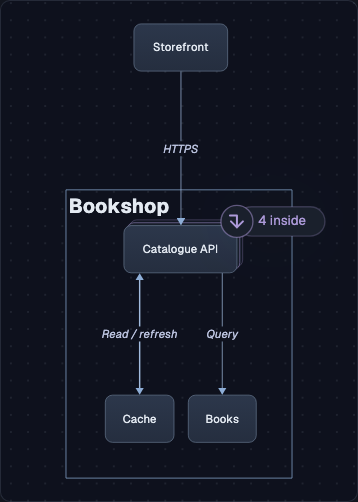 Storefront
HTTPS
Bookshop
4 inside
Catalogue API
Read / refresh
Query
Cache
Books